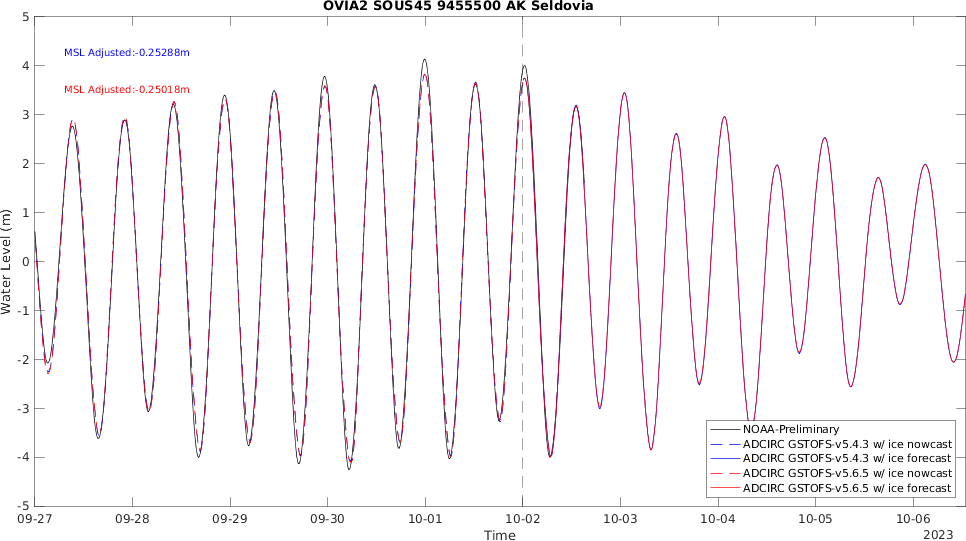 OVIA2 SOUS45 9455500 AK Seldovia
MSL Adjusted:-0.25288m
MSL Adjusted:-0.25018m
Water Level (m)
5
4
3
2
1
0
-1
-2
-3
-4
-5
NOAA-Preliminary
ADCIRC GSTOFS-v5.4.3 w/ ice nowcast
ADCIRC GSTOFS-v5.4.3 w/ ice forecast
ADCIRC GSTOFS-v5.6.5 w/ ice nowcast
ADCIRC GSTOFS-v5.6.5 w/ ice forecast
09-27 09-28 09-29 09-30 10-01 10-02 10-03 10-04 10-05 10-06
Time
2023